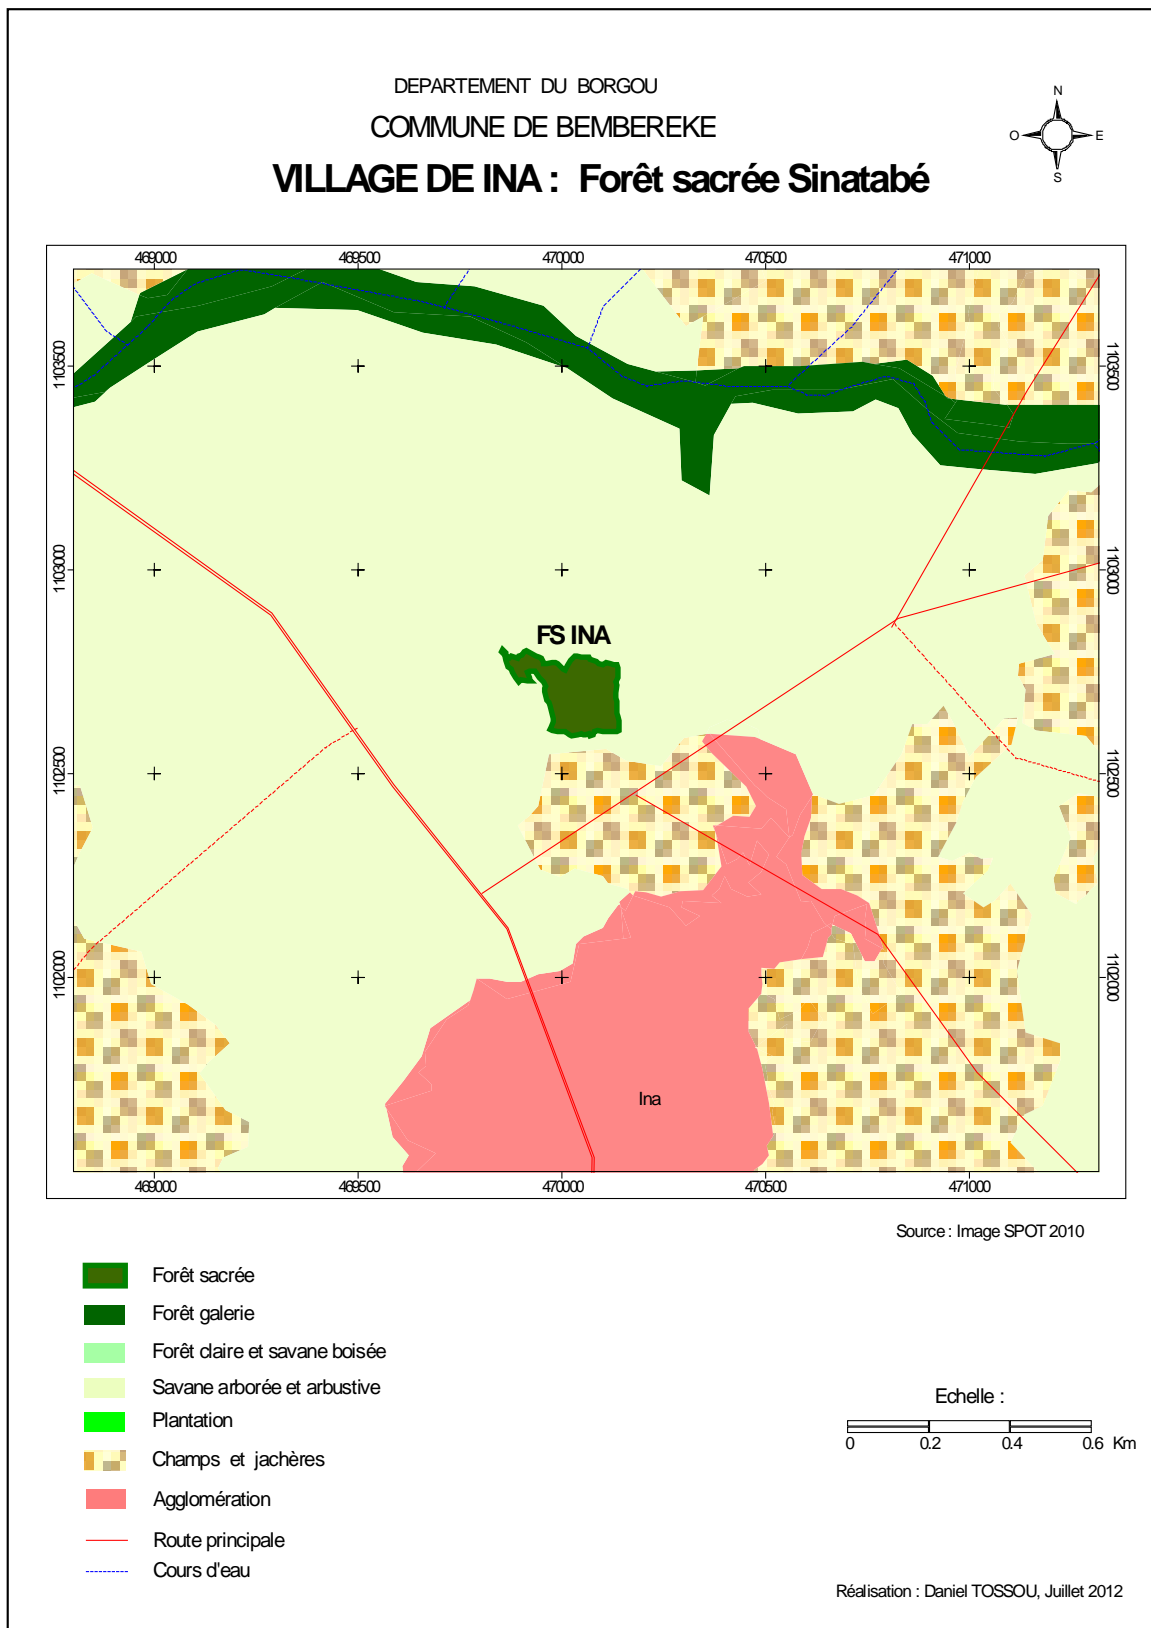 DEPARTEMENT DU BORGOU
COMMUNE DE BEMBEREKE
VILLAGE DE INA : Forêt sacrée Sinatabé
N
O E
S
469000 469500 470000 470500 471000
1103500 1103500
1103000 1103000
FS INA
1102500 1102500
1102000 1102000
Ina
469000 469500 470000 470500 471000
Source : Image SPOT 2010
Forêt sacrée
Forêt galerie
Forêt claire et savane boisée
Savane arborée et arbustive
Plantation
Champs et jachères
Agglomération
Route principale
Cours d'eau
Echelle :
0 0.2 0.4 0.6 Km
Réalisation : Daniel TOSSOU, Juillet 2012